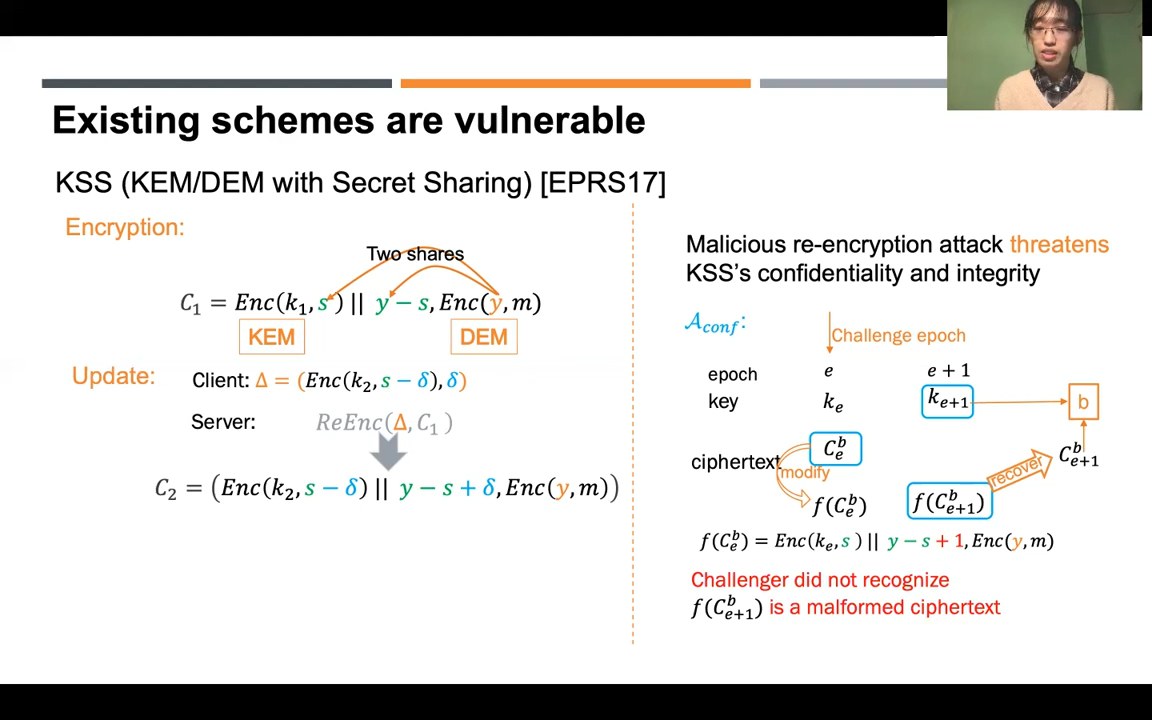 Existing schemes are vulnerable
KSS (KEM/DEM with Secret Sharing) [EPRS17]
Encryption:
Two shares
C₁ = Enc(k₁, s) || y − s, Enc(y, m)
KEM
DEM
Update:
Client: Δ = (Enc(k₂, s − δ), δ)
Server:
ReEnc(Δ, C₁)
C₂ = (Enc(k₂, s − δ) || y − s + δ, Enc(y, m))
Malicious re-encryption attack threatens
KSS's confidentiality and integrity
𝒜conf:
Challenge epoch
epoch e e + 1
key kₑ kₑ₊₁ b
ciphertext Cₑᵇ Cₑ₊₁ᵇ
modify
recover
f(Cₑᵇ) f(Cₑ₊₁ᵇ)
f(Cₑᵇ) = Enc(kₑ, s) || y − s + 1, Enc(y, m)
Challenger did not recognize
f(Cₑ₊₁ᵇ) is a malformed ciphertext